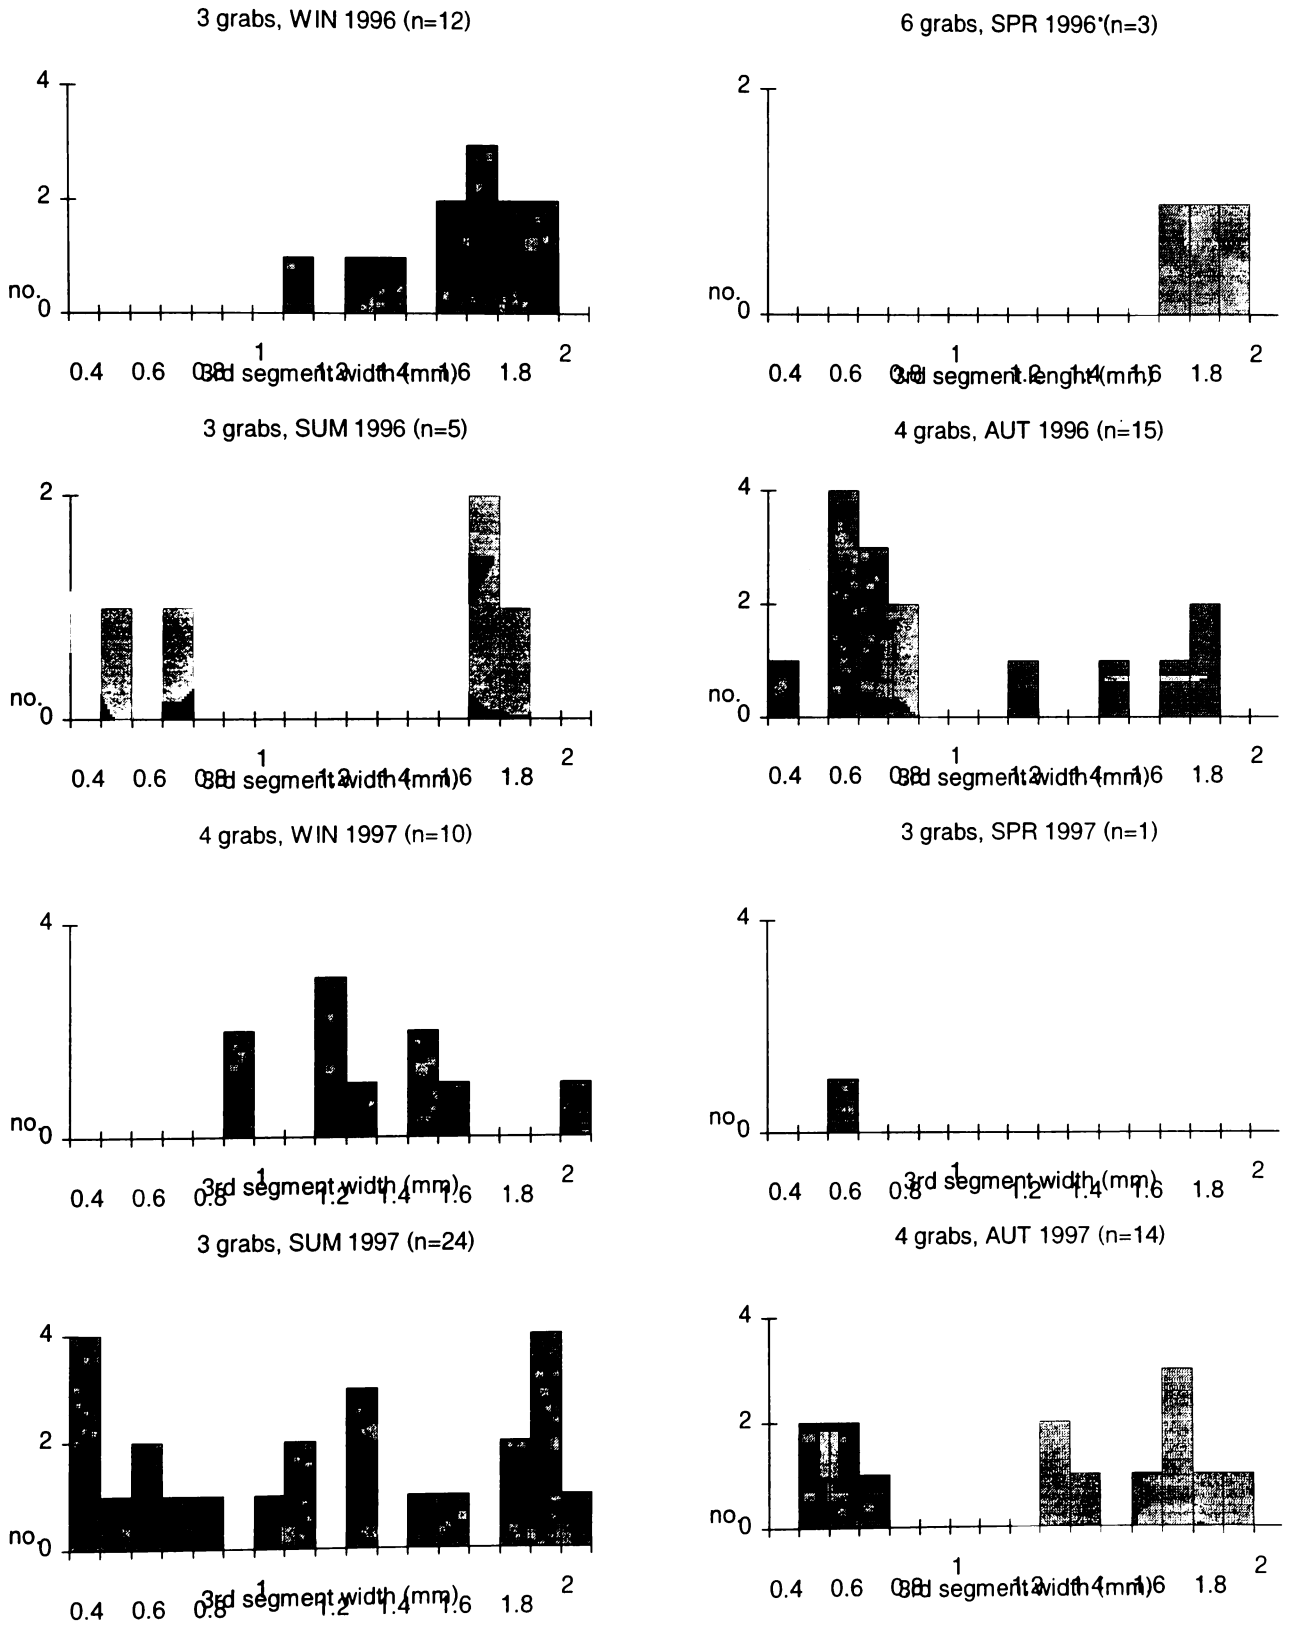 3 grabs, WIN 1996 (n=12)
4
2
no.
0
1
2
0.4 0.6 0.8 1.2 1.4 1.6 1.8
3rd segment width (mm)
6 grabs, SPR 1996 (n=3)
2
no.
0
1
2
0.4 0.6 0.8 1.2 1.4 1.6 1.8
3rd segment lenght (mm)
3 grabs, SUM 1996 (n=5)
2
no.
0
1
2
0.4 0.6 0.8 1.2 1.4 1.6 1.8
3rd segment width (mm)
4 grabs, AUT 1996 (n=15)
4
2
no.
0
1
2
0.4 0.6 0.8 1.2 1.4 1.6 1.8
3rd segment width (mm)
4 grabs, WIN 1997 (n=10)
4
no.
0
1
2
0.4 0.6 0.8 1.2 1.4 1.6 1.8
3rd segment width (mm)
3 grabs, SPR 1997 (n=1)
4
no.
0
1
2
0.4 0.6 0.8 1.2 1.4 1.6 1.8
3rd segment width (mm)
3 grabs, SUM 1997 (n=24)
4
2
no.
0
1
2
0.4 0.6 0.8 1.2 1.4 1.6 1.8
3rd segment width (mm)
4 grabs, AUT 1997 (n=14)
4
2
no.
0
1
2
0.4 0.6 0.8 1.2 1.4 1.6 1.8
3rd segment width (mm)